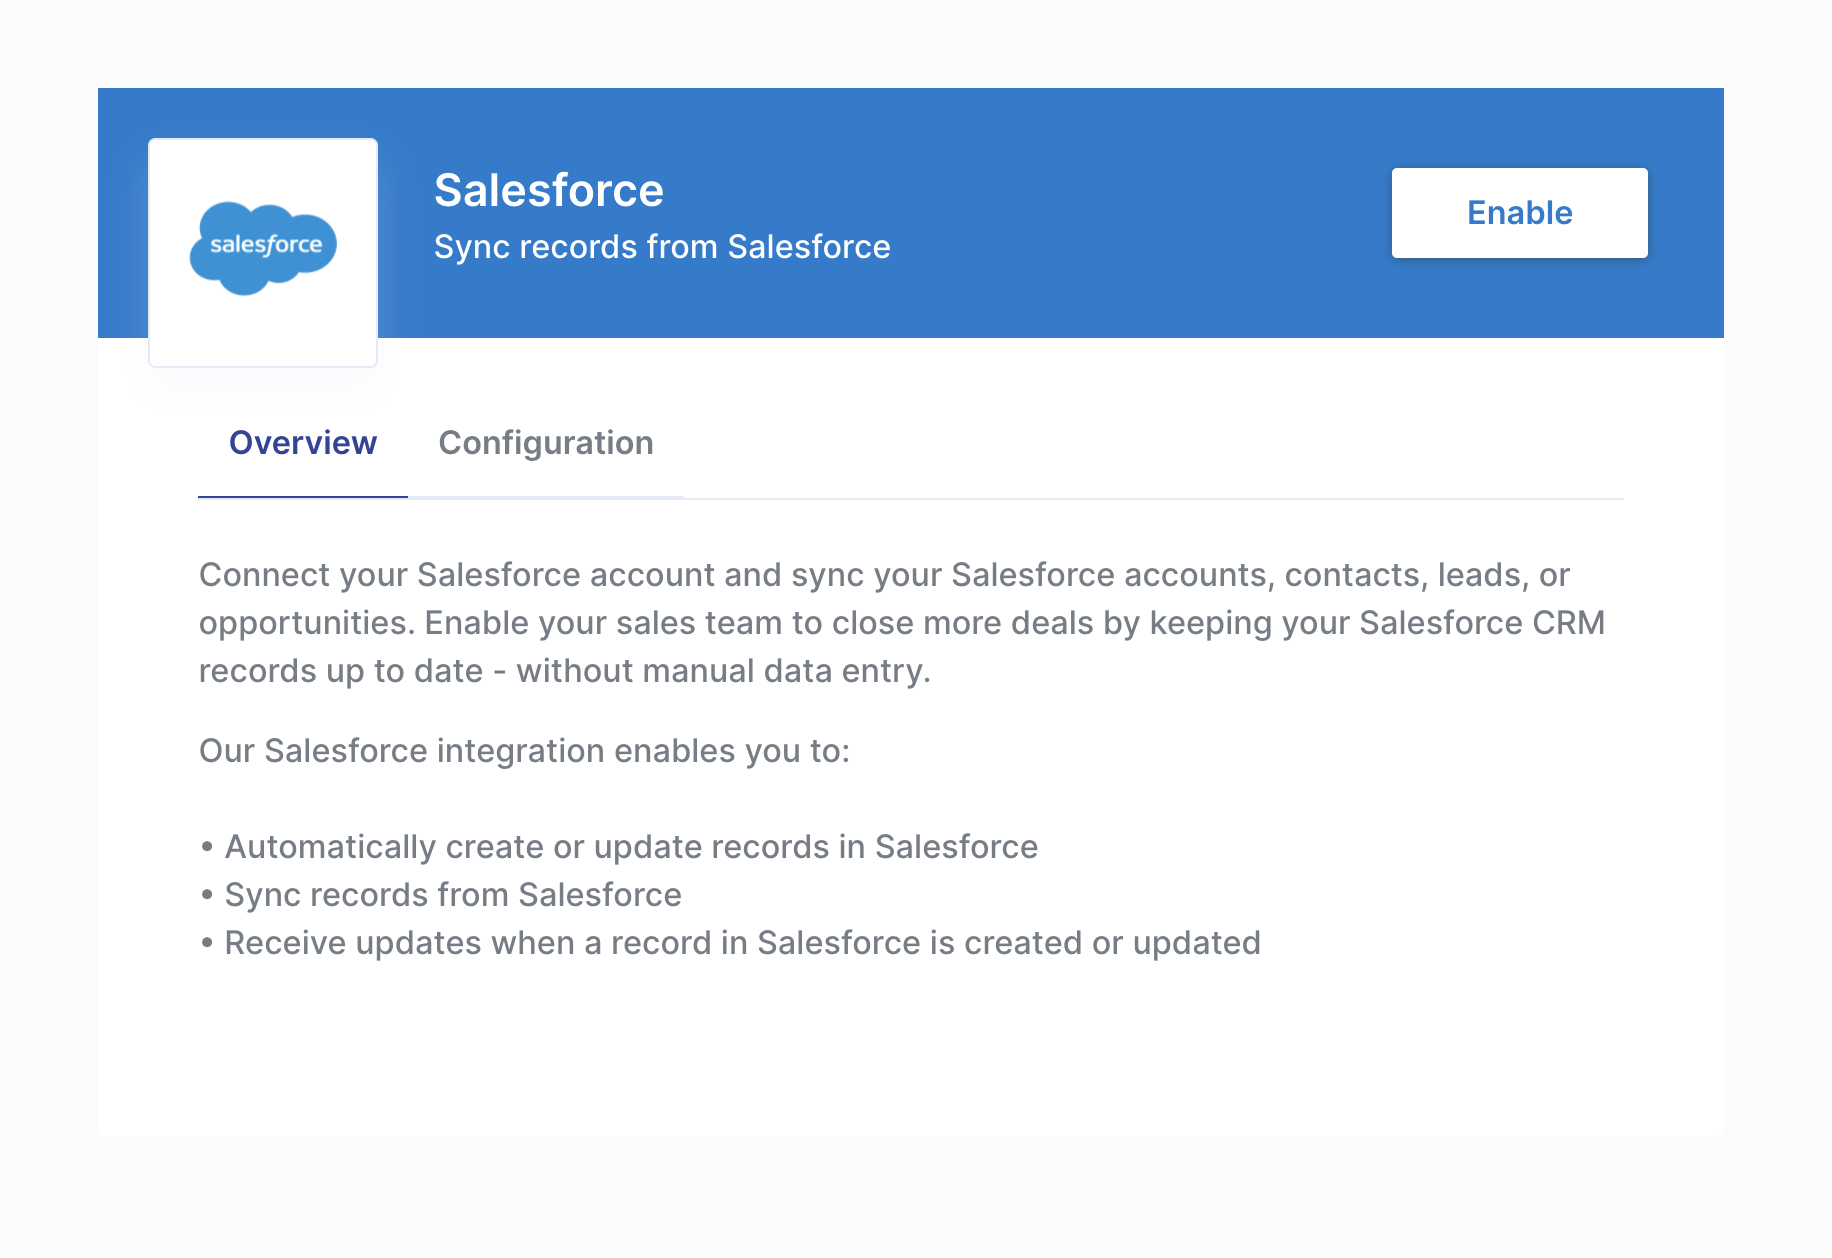 salesforce
Salesforce
Sync records from Salesforce
Enable
Overview
Configuration
Connect your Salesforce account and sync your Salesforce accounts, contacts, leads, or
opportunities. Enable your sales team to close more deals by keeping your Salesforce CRM
records up to date - without manual data entry.
Our Salesforce integration enables you to:
• Automatically create or update records in Salesforce
• Sync records from Salesforce
• Receive updates when a record in Salesforce is created or updated